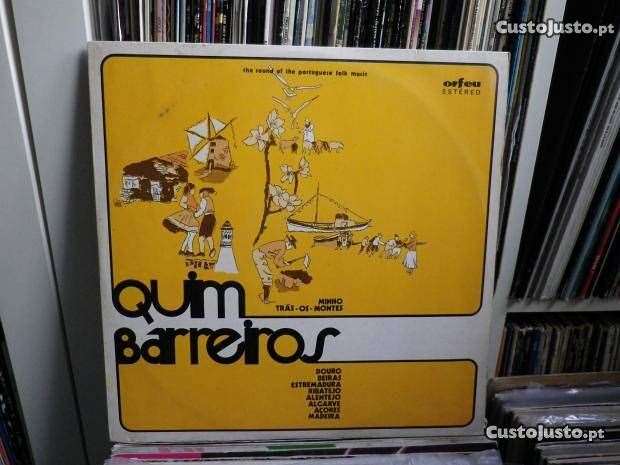 CustoJusto.pt
the sound of the portuguese folk music
orfeu
ESTÉREO
QUIM
MINHO
TRÁS-OS-MONTES
BARREIROS
DOURO
BEIRAS
ESTREMADURA
RIBATEJO
ALENTEJO
ALGARVE
AÇORES
MADEIRA
CustoJusto.pt